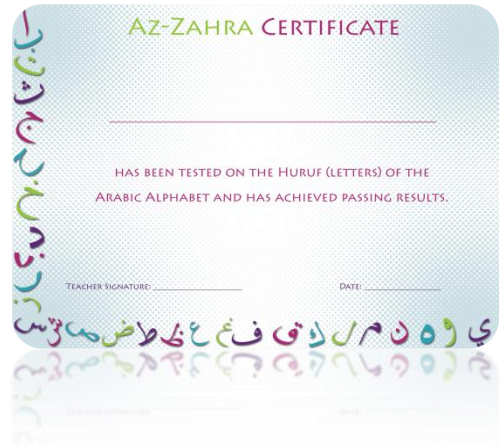 AZ-ZAHRA CERTIFICATE
HAS BEEN TESTED ON THE HURUF (LETTERS) OF THE
ARABIC ALPHABET AND HAS ACHIEVED PASSING RESULTS.
TEACHER SIGNATURE:
DATE:
ا
ب
ت
ث
ج
ح
خ
د
ذ
ر
ز
س ش ص ض ط ظ ع غ ف ق ك ل م ن ه و ي